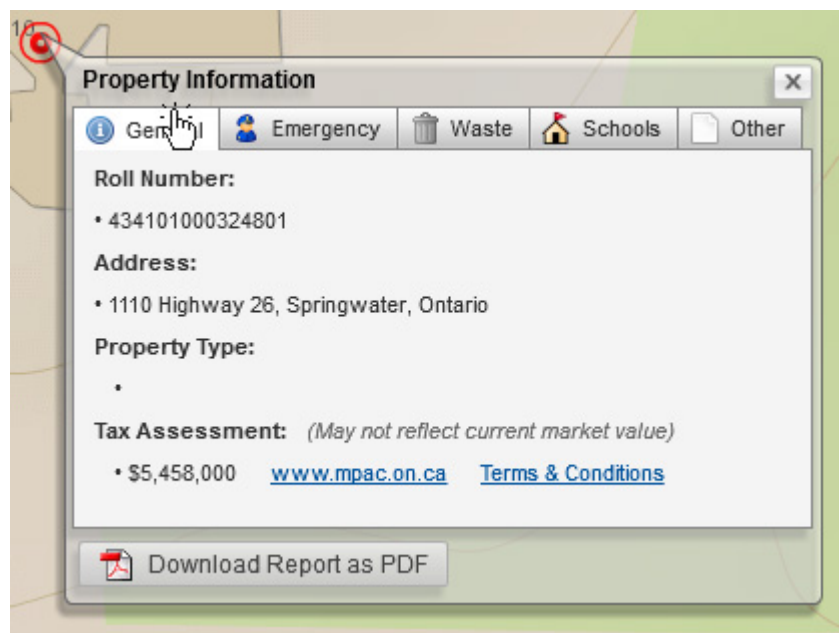 10
Property Information
Emergency
Waste
Schools
Other
Roll Number:
• 434101000324801
Address:
• 1110 Highway 26, Springwater, Ontario
Property Type:
•
Tax Assessment: (May not reflect current market value)
• $5,458,000 www.mpac.on.ca Terms & Conditions
Download Report as PDF